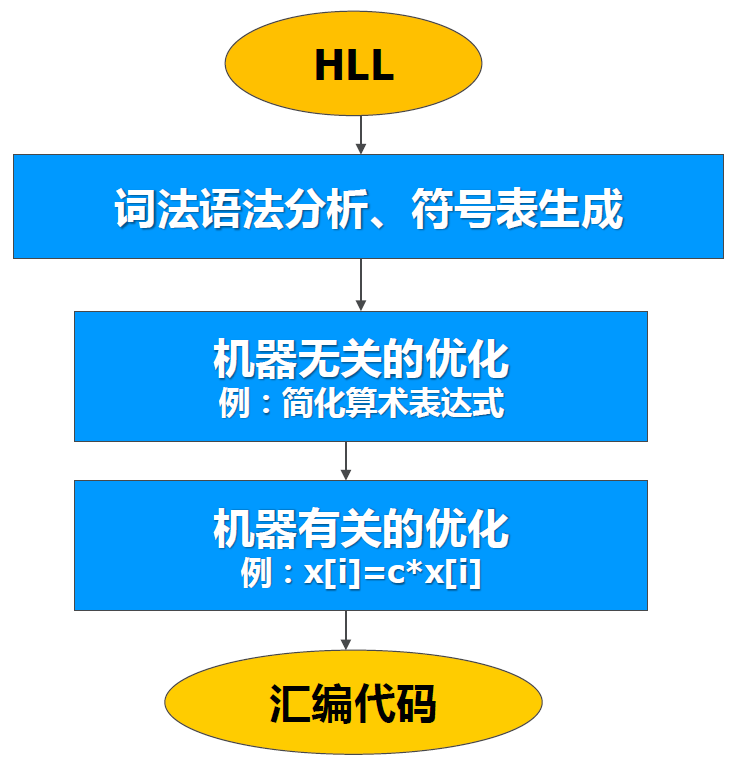 HLL
词法语法分析、符号表生成
机器无关的优化
例：简化算术表达式
机器有关的优化
例：x[i]=c*x[i]
汇编代码